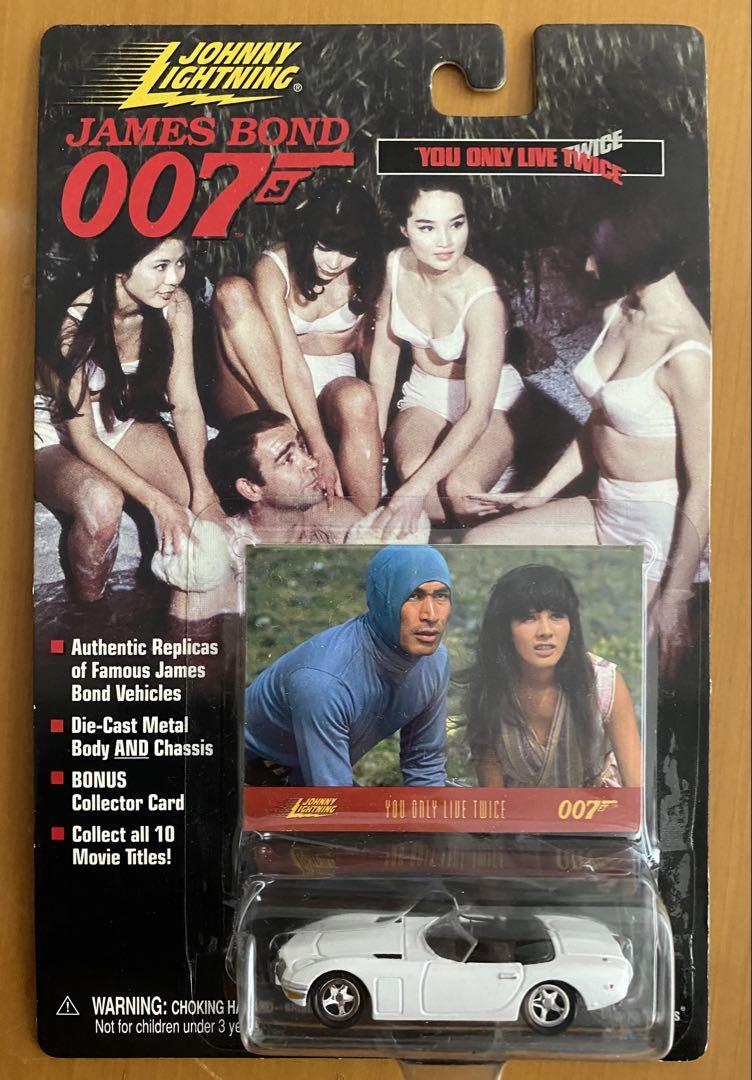 JOHNNY
LIGHTNING®
JAMES BOND
007
"YOU ONLY LIVE TWICE
TWICE
Authentic Replicas
of Famous James
Bond Vehicles
Die-Cast Metal
Body AND Chassis
BONUS
Collector Card
Collect all 10
Movie Titles!
JOHNNY
LIGHTNING
YOU ONLY LIVE TWICE
007
WARNING: CHOKING
Not for children under 3